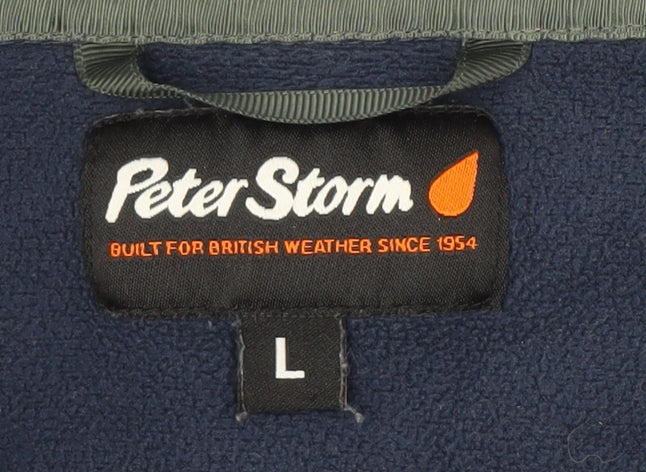 Peter Storm
BUILT FOR BRITISH WEATHER SINCE 1954
L